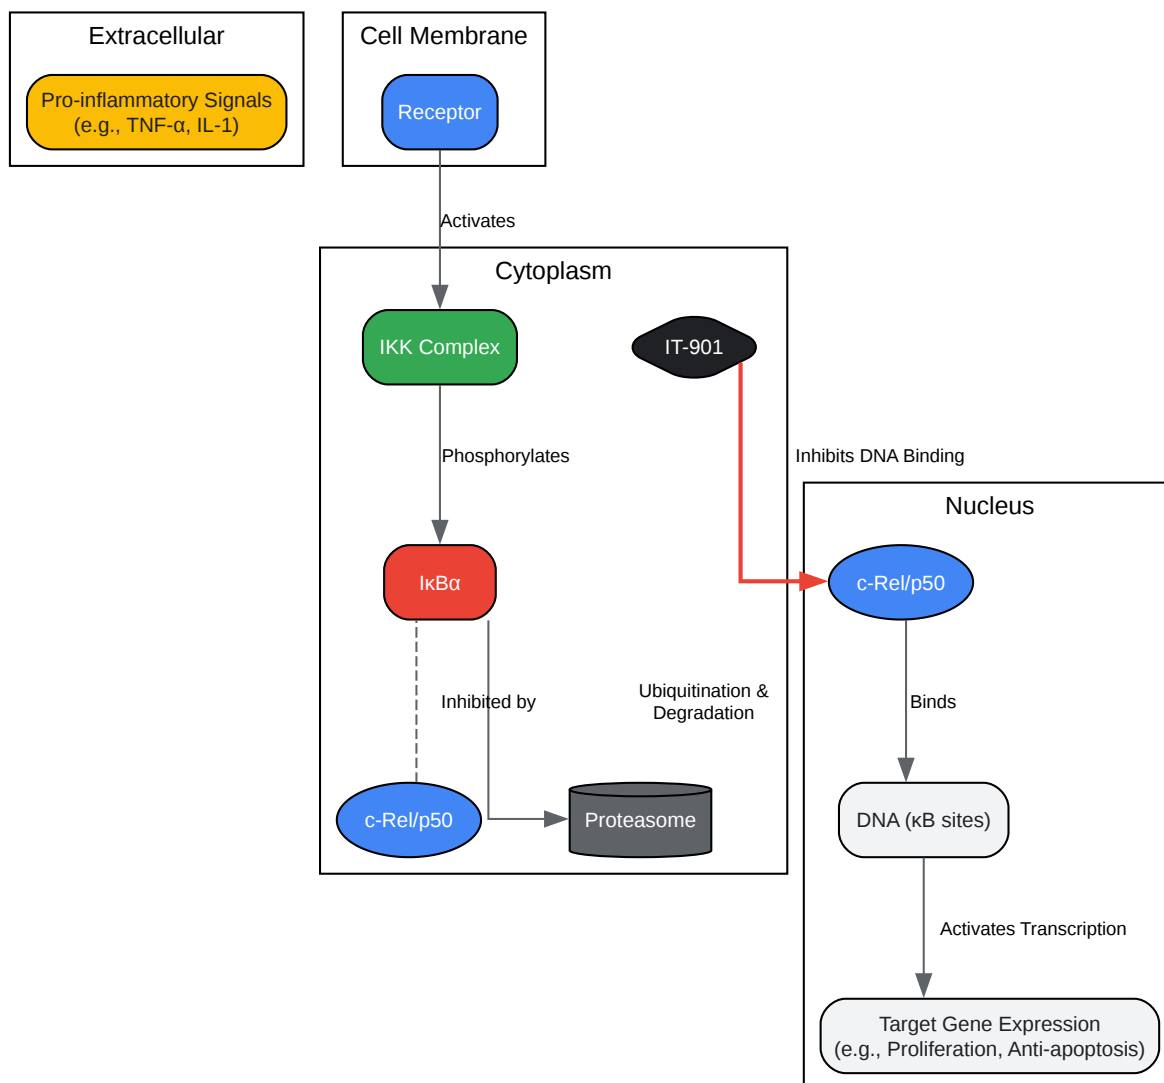 Extracellular
Pro-inflammatory Signals
(e.g., TNF-α, IL-1)
Cell Membrane
Receptor
Activates
Cytoplasm
IKK Complex
IT-901
Phosphorylates
Inhibits DNA Binding
Nucleus
IκBα
c-Rel/p50
Inhibited by
Ubiquitination &
Degradation
Binds
c-Rel/p50
Proteasome
DNA (κB sites)
Activates Transcription
Target Gene Expression
(e.g., Proliferation, Anti-apoptosis)